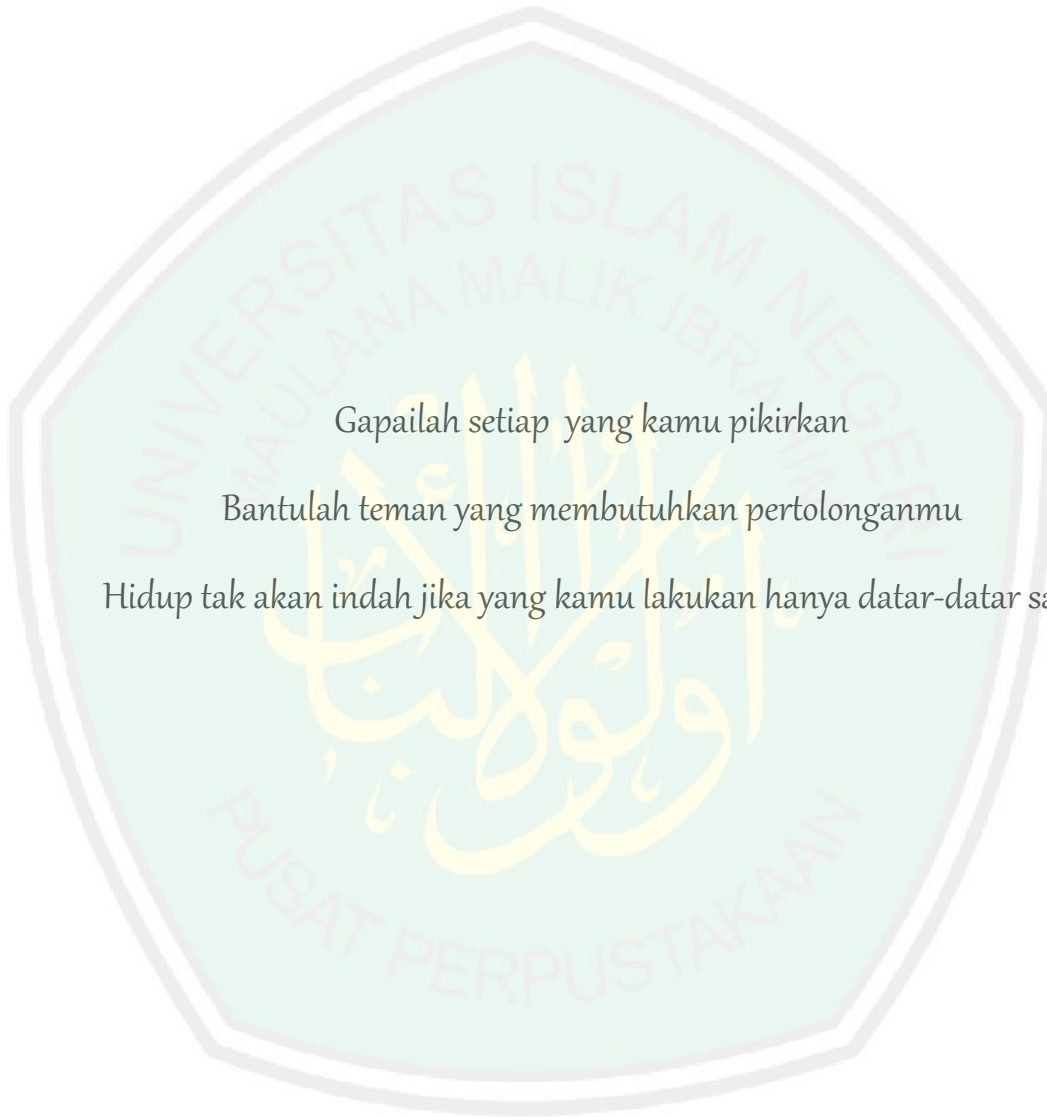 UNIVERSITAS ISLAM NEGERI
MAULANA MALIK IBRAHIM
Gapailah setiap  yang kamu pikirkan
Bantulah teman yang membutuhkan pertolonganmu
Hidup tak akan indah jika yang kamu lakukan hanya datar-datar
PUSAT PERPUSTAKAAN